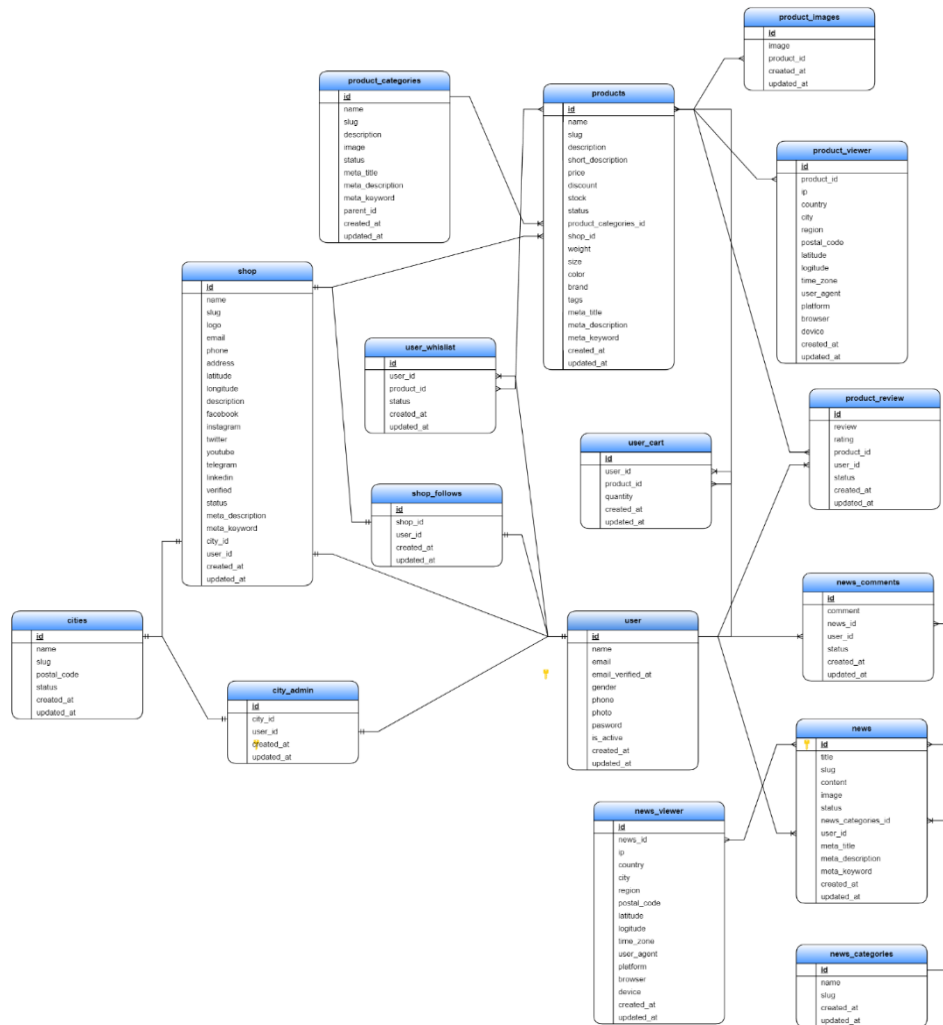 product_images
id
image
product_id
created_at
updated_at
product_categories
id
name
slug
description
image
status
meta_title
meta_description
meta_keyword
parent_id
created_at
updated_at
products
id
name
slug
description
short_description
price
discount
stock
status
product_categories_id
shop_id
weight
size
color
brand
tags
meta_title
meta_description
meta_keyword
created_at
updated_at
product_viewer
id
product_id
ip
country
city
region
postal_code
latitude
logitude
time_zone
user_agent
platform
browser
device
created_at
updated_at
shop
id
name
slug
logo
email
phone
address
latitude
longitude
description
facebook
instagram
twitter
youtube
telegram
linkedin
verified
status
meta_description
meta_keyword
city_id
user_id
created_at
updated_at
user_whislist
id
user_id
product_id
status
created_at
updated_at
product_review
id
review
rating
product_id
user_id
status
created_at
updated_at
user_cart
id
user_id
product_id
quantity
created_at
updated_at
shop_follows
id
shop_id
user_id
created_at
updated_at
news_comments
id
comment
news_id
user_id
status
created_at
updated_at
cities
id
name
slug
postal_code
status
created_at
updated_at
user
id
name
email
email_verified_at
gender
phone
photo
pasword
is_active
created_at
updated_at
city_admin
id
city_id
user_id
created_at
updated_at
news
id
title
slug
content
image
status
news_categories_id
user_id
meta_title
meta_description
meta_keyword
created_at
updated_at
news_viewer
id
news_id
ip
country
city
region
postal_code
latitude
logitude
time_zone
user_agent
platform
browser
device
created_at
updated_at
news_categories
id
name
slug
created_at
updated_at